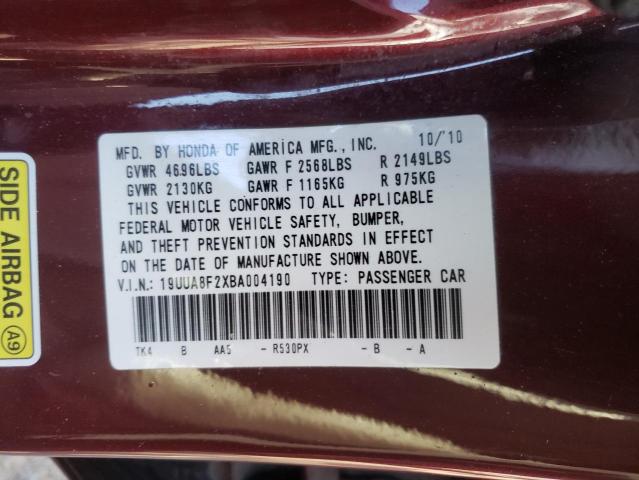 MFD. BY HONDA OF AMERICA MFG., INC. 10/'10
GVWR 4696LBS GAWR F 2568LBS R 2149LBS
GVWR 2130KG GAWR F 1165KG R 975KG
THIS VEHICLE CONFORMS TO ALL APPLICABLE
FEDERAL MOTOR VEHICLE SAFETY, BUMPER,
AND THEFT PREVENTION STANDARDS IN EFFECT
ON THE DATE OF MANUFACTURE SHOWN ABOVE.
V.I.N.: 19UUA8F2XBA004190 TYPE: PASSENGER CAR
TK4 B AA5 - R530PX - B - A
SIDE AIRBAG A9